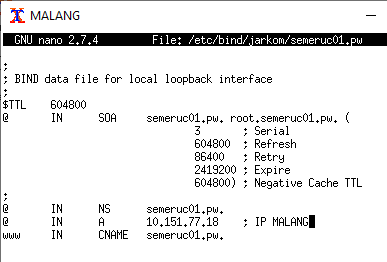 MALANG
GNU nano 2.7.4 File: /etc/bind/jarkom/semeruc01.pw
;
; BIND data file for local loopback interface
;
$TTL 604800
@ IN SOA semeruc01.pw. root.semeruc01.pw. (
3 ; Serial
604800 ; Refresh
86400 ; Retry
2419200 ; Expire
604800) ; Negative Cache TTL
;
@ IN NS semeruc01.pw.
@ IN A 10.151.77.18 ; IP MALANG
www IN CNAME semeruc01.pw.